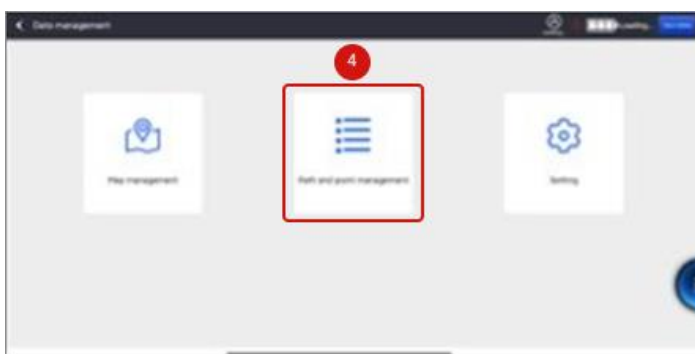 Data management
4
Map management
Path and point management
Setting